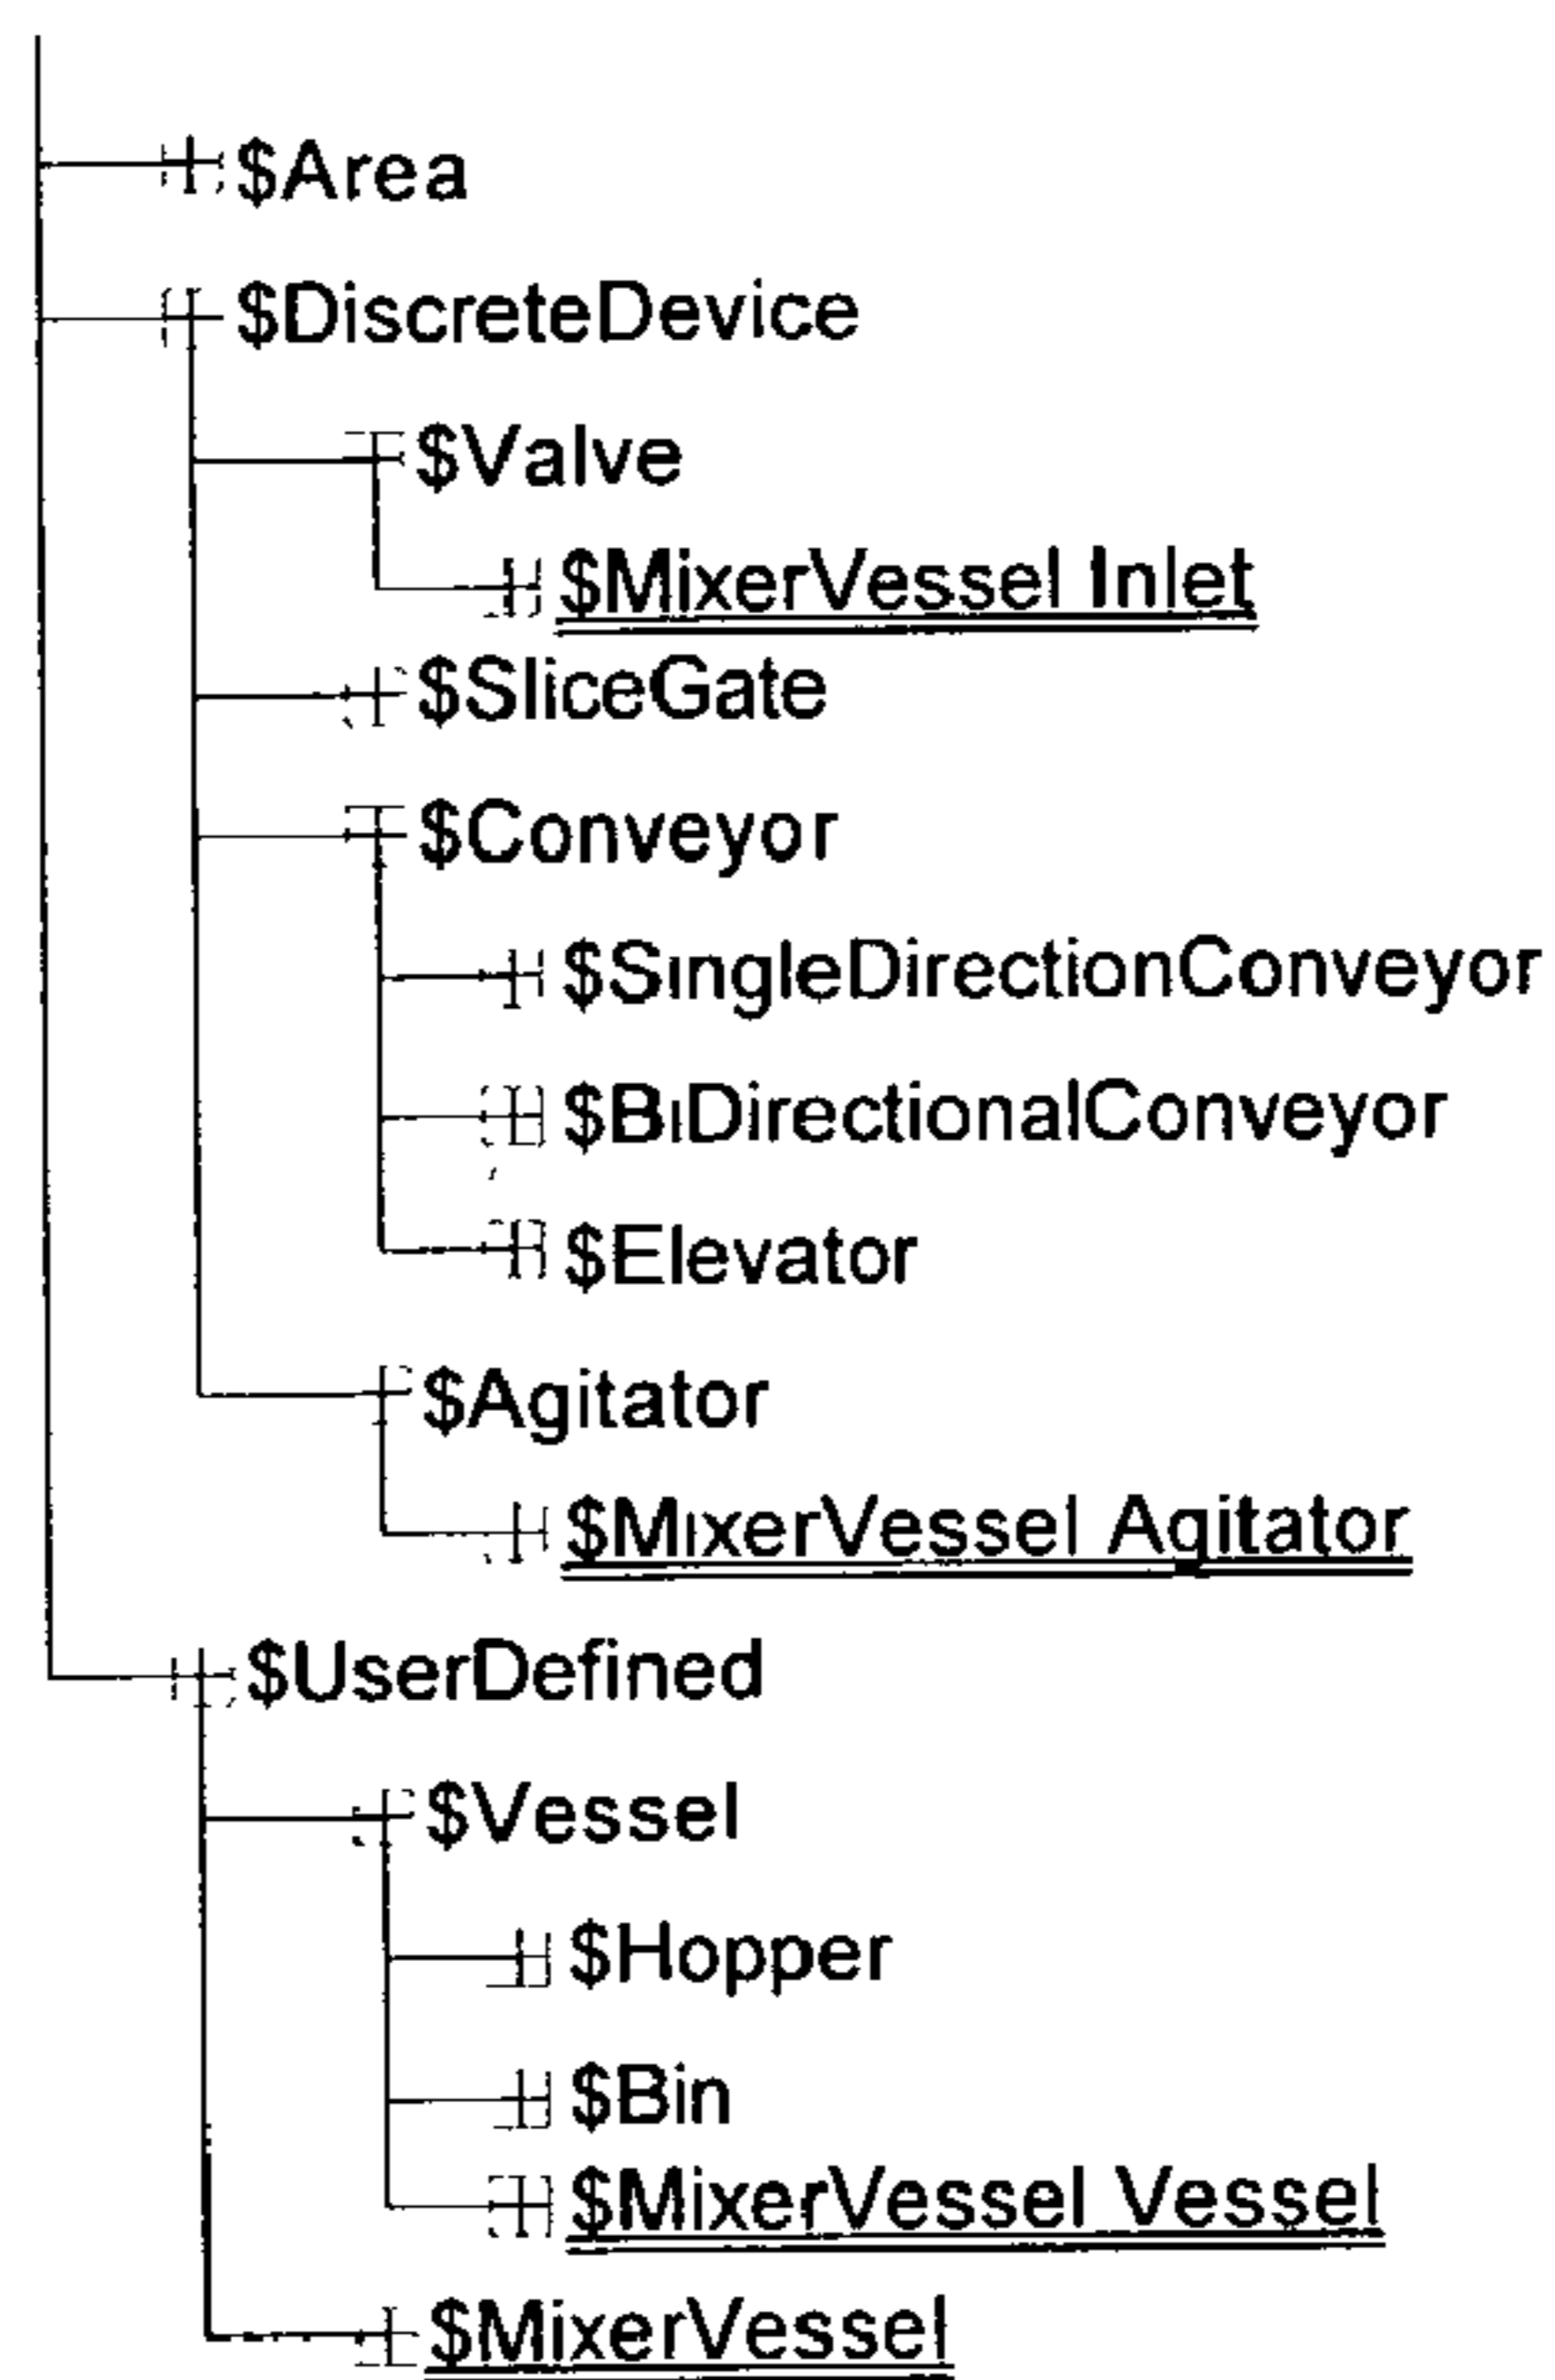 $Area
$DiscreteDevice
$Valve
$MixerVessel Inlet
$SliceGate
$Conveyor
$SingleDirectionConveyor
$BiDirectionalConveyor
$Elevator
$Agitator
$MixerVessel Agitator
$UserDefined
$Vessel
$Hopper
$Bin
$MixerVessel Vessel
$MixerVessel